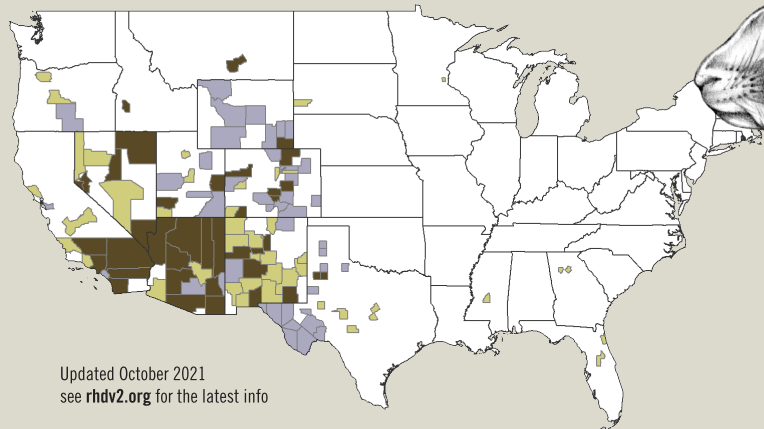 Updated October 2021
see rhdv2.org for the latest info